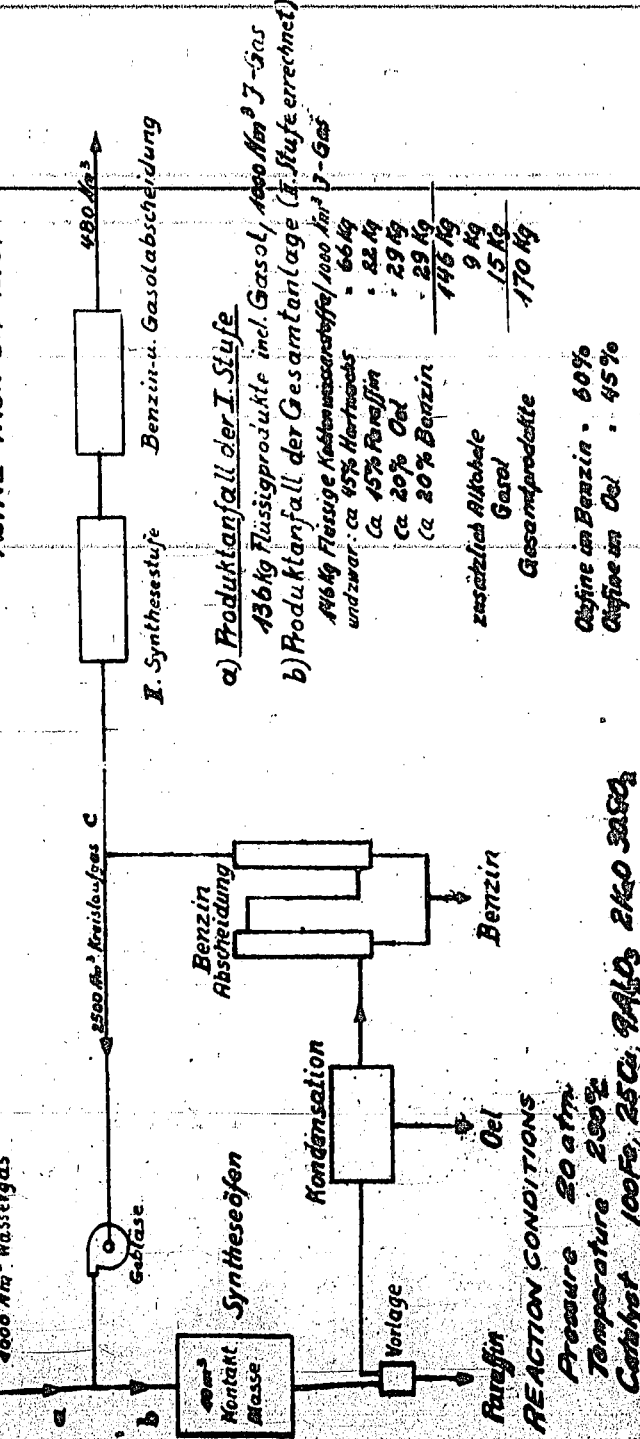 480 Nm³
Benzin-u. Gasolabscheidung
II. Synthesestufe
2500 Nm³ Kreislaufgas C
1000 Nm³ Wassergas
a
b
Gebläse
Syntheseöfen
10 m³
Kontakt
Masse
Vorlage
Paraffin
Kondensation
Oel
Benzin
Abscheidung
Benzin
a) Produktanfall der I. Stufe
136 kg Flüssigprodukte incl. Gasol, 1000 Nm³ J-Gas
b) Produktanfall der Gesamtanlage (II. Stufe errechnet)
146 kg Flüssige Kohlenwasserstoffe/1000 Nm³ J-Gas
und zwar: ca 45% Hartwachs = 66 kg
Ca 15% Paraffin = 22 kg
Ca 20% Oel = 29 kg
Ca 20% Benzin = 29 kg
146 kg
zusätzlich Alkohole 9 kg
Gasol 15 kg
Gesamtprodukte 170 kg
Olefine im Benzin = 60%
Olefine im Oel = 45%
REACTION CONDITIONS
Pressure 20 atm.
Temperature
Catalyst 100Fe, 25Cu, 9Al₂O₃ 2K₂O